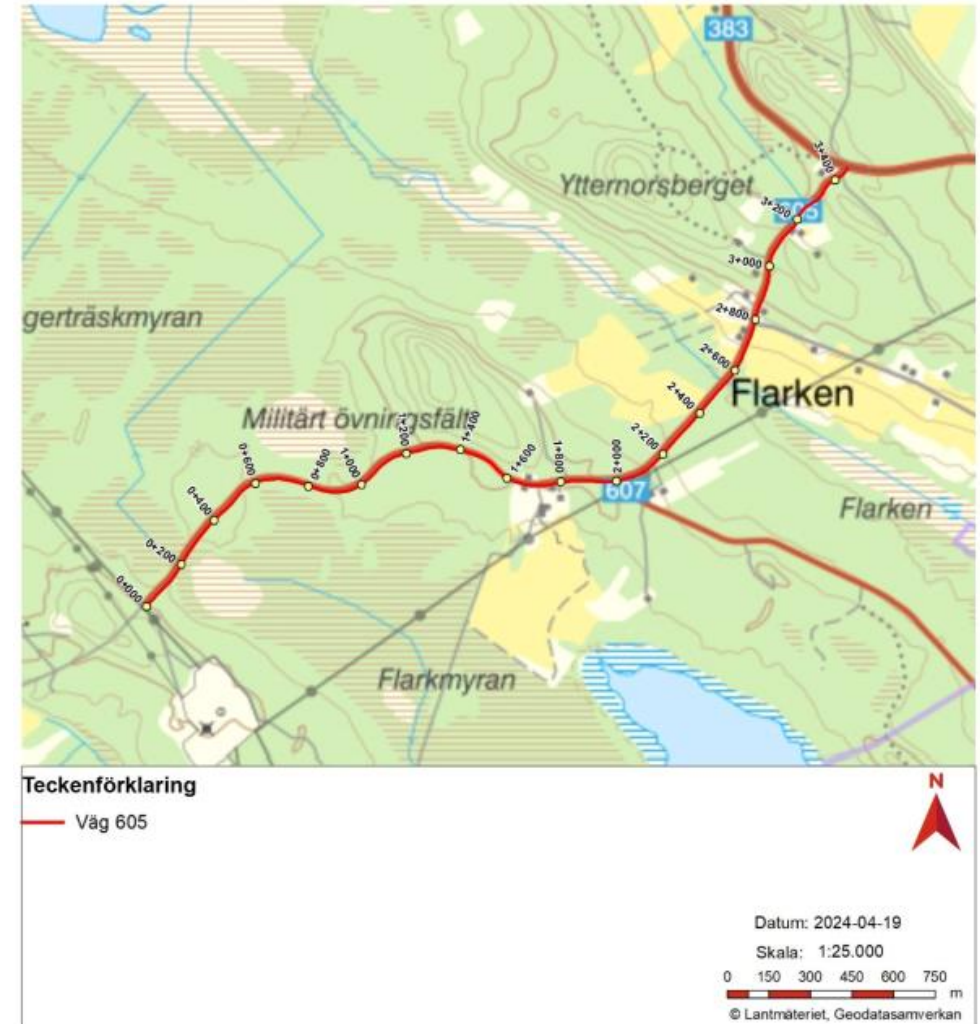 383
3+400
Ytternorsberget
3+200
605
3+000
gerträskmyran
2+800
2+600
Flarken
2+400
Militärt övningsfält
1+200
1+400
2+200
0+600
0+800
1+000
1+600
1+800
2+000
607
0+400
Flarken
0+200
0+000
Flarkmyran
Teckenförklaring
Väg 605
N
Datum: 2024-04-19
Skala: 1:25.000
0 150 300 450 600 750
m
© Lantmäteriet, Geodatasamverkan